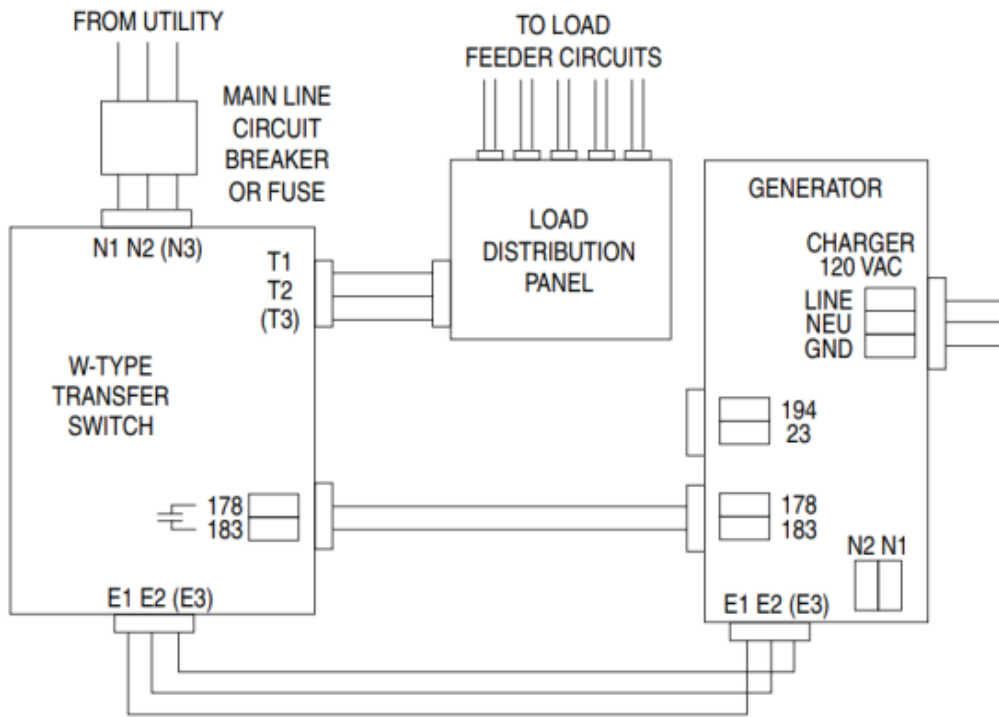 FROM UTILITY
MAIN LINE
CIRCUIT
BREAKER
OR FUSE
TO LOAD
FEEDER CIRCUITS
N1 N2 (N3)
T1
T2
(T3)
LOAD
DISTRIBUTION
PANEL
W-TYPE
TRANSFER
SWITCH
178
183
E1 E2 (E3)
GENERATOR
CHARGER
120 VAC
LINE
NEU
GND
194
23
178
183
N2 N1
E1 E2 (E3)